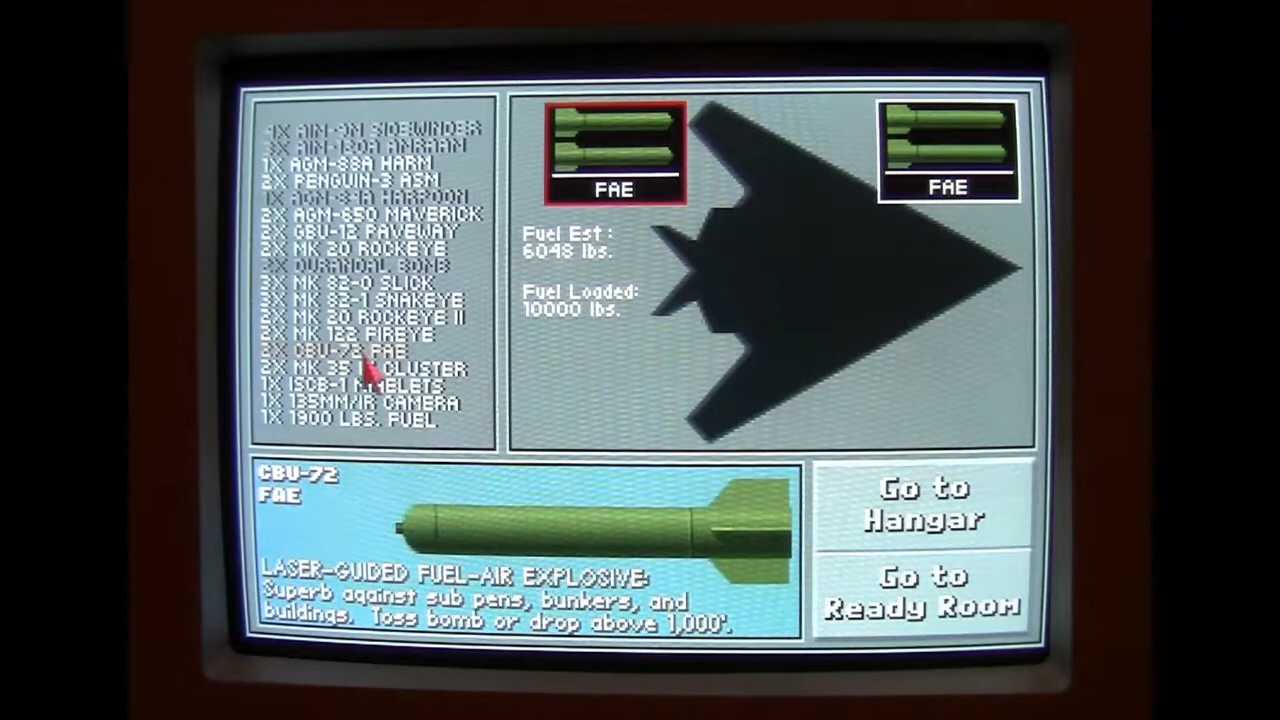 4X AIM-9M SIDEWINDER
3X AIM-120A AMRAAM
1X AGM-88A HARM
2X PENGUIN-3 ASM
1X AGM-84A HARPOON
2X AGM-65D MAVERICK
2X GBU-12 PAVEWAY
2X MK 20 ROCKEYE
2X DURANDAL BOMB
3X MK 82-0 SLICK
3X MK 82-1 SNAKEYE
2X MK 20 ROCKEYE II
2X MK 122 FIREYE
2X CBU-72 FAE
2X MK 35 CLUSTER
1X ISCB-1
1X 135MM/IR CAMERA
1X 1900 LBS. FUEL
FAE
FAE
Fuel Est :
6048 lbs.
Fuel Loaded:
10000 lbs.
CBU-72
FAE
LASER-GUIDED FUEL-AIR EXPLOSIVE:
Superb against sub pens, bunkers, and
buildings. Toss bomb or drop above 1,000'.
Go to
Hangar
Go to
Ready Room